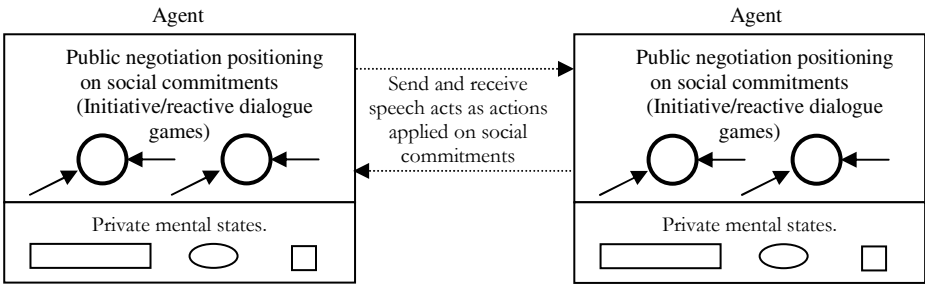 Agent
Public negotiation positioning
on social commitments
(Initiative/reactive dialogue
games)
Private mental states.
Send and receive
speech acts as actions
applied on social
commitments
Agent
Public negotiation positioning
on social commitments
(Initiative/reactive dialogue
games)
Private mental states.